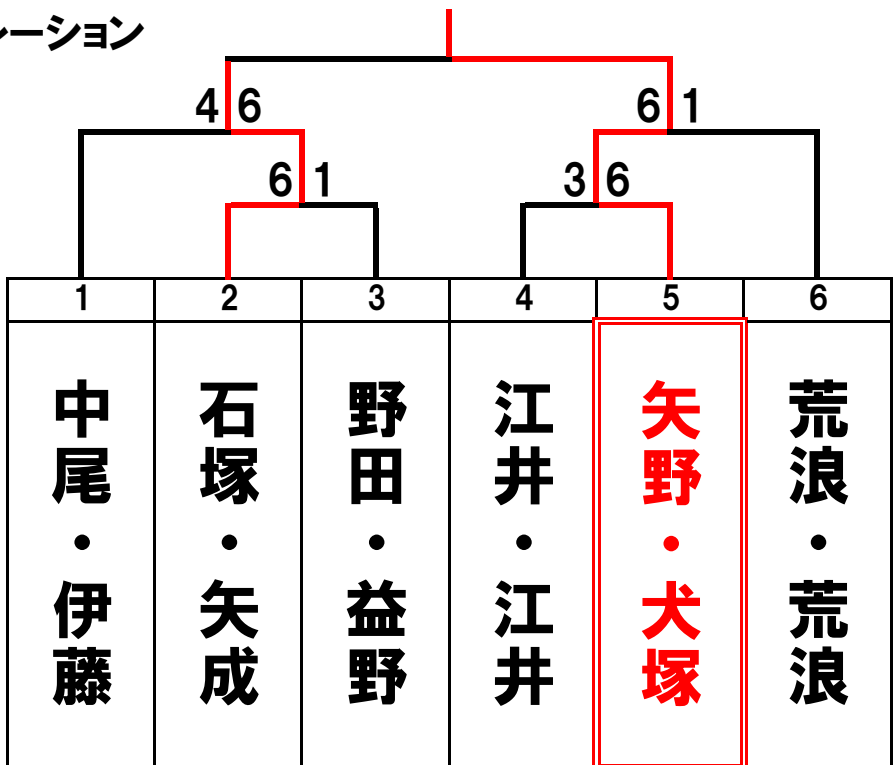 レーション
4 6
6 1
6 1
3 6
1 2 3 4 5 6
中尾・伊藤
石塚・矢成
野田・益野
江井・江井
矢野・犬塚
荒浪・荒浪